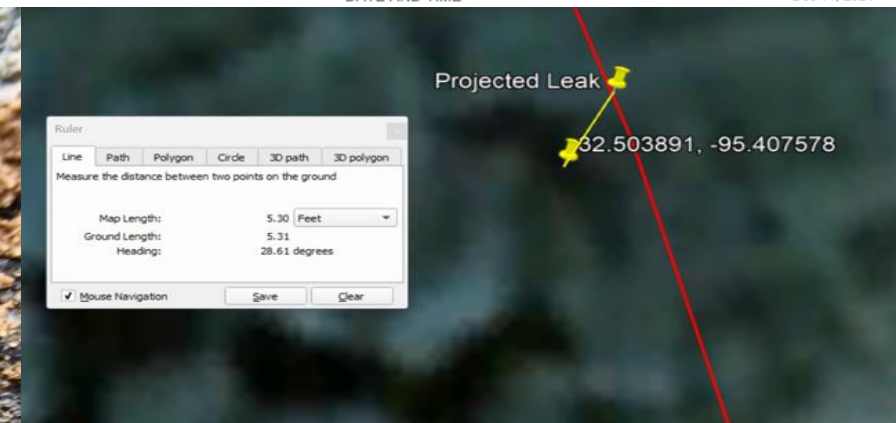 Projected Leak
32.503891, -95.407578
Ruler
Line Path Polygon Circle 3D path 3D polygon
Measure the distance between two points on the ground
Map Length: 5.30 Feet
Ground Length: 5.31
Heading: 28.61 degrees
Mouse Navigation Save Clear